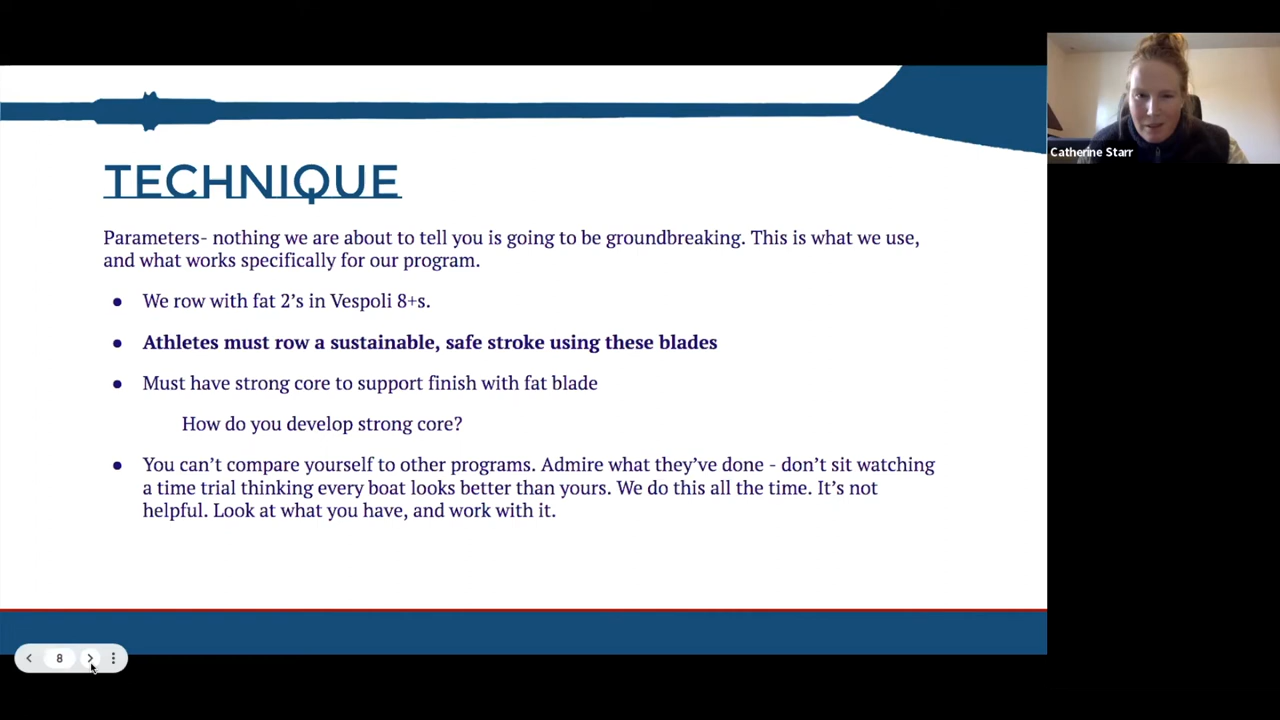 Catherine Starr
TECHNIQUE
Parameters- nothing we are about to tell you is going to be groundbreaking. This is what we use,
and what works specifically for our program.
● We row with fat 2’s in Vespoli 8+s.
● Athletes must row a sustainable, safe stroke using these blades
● Must have strong core to support finish with fat blade
How do you develop strong core?
● You can’t compare yourself to other programs. Admire what they’ve done - don’t sit watching
a time trial thinking every boat looks better than yours. We do this all the time. It’s not
helpful. Look at what you have, and work with it.
8